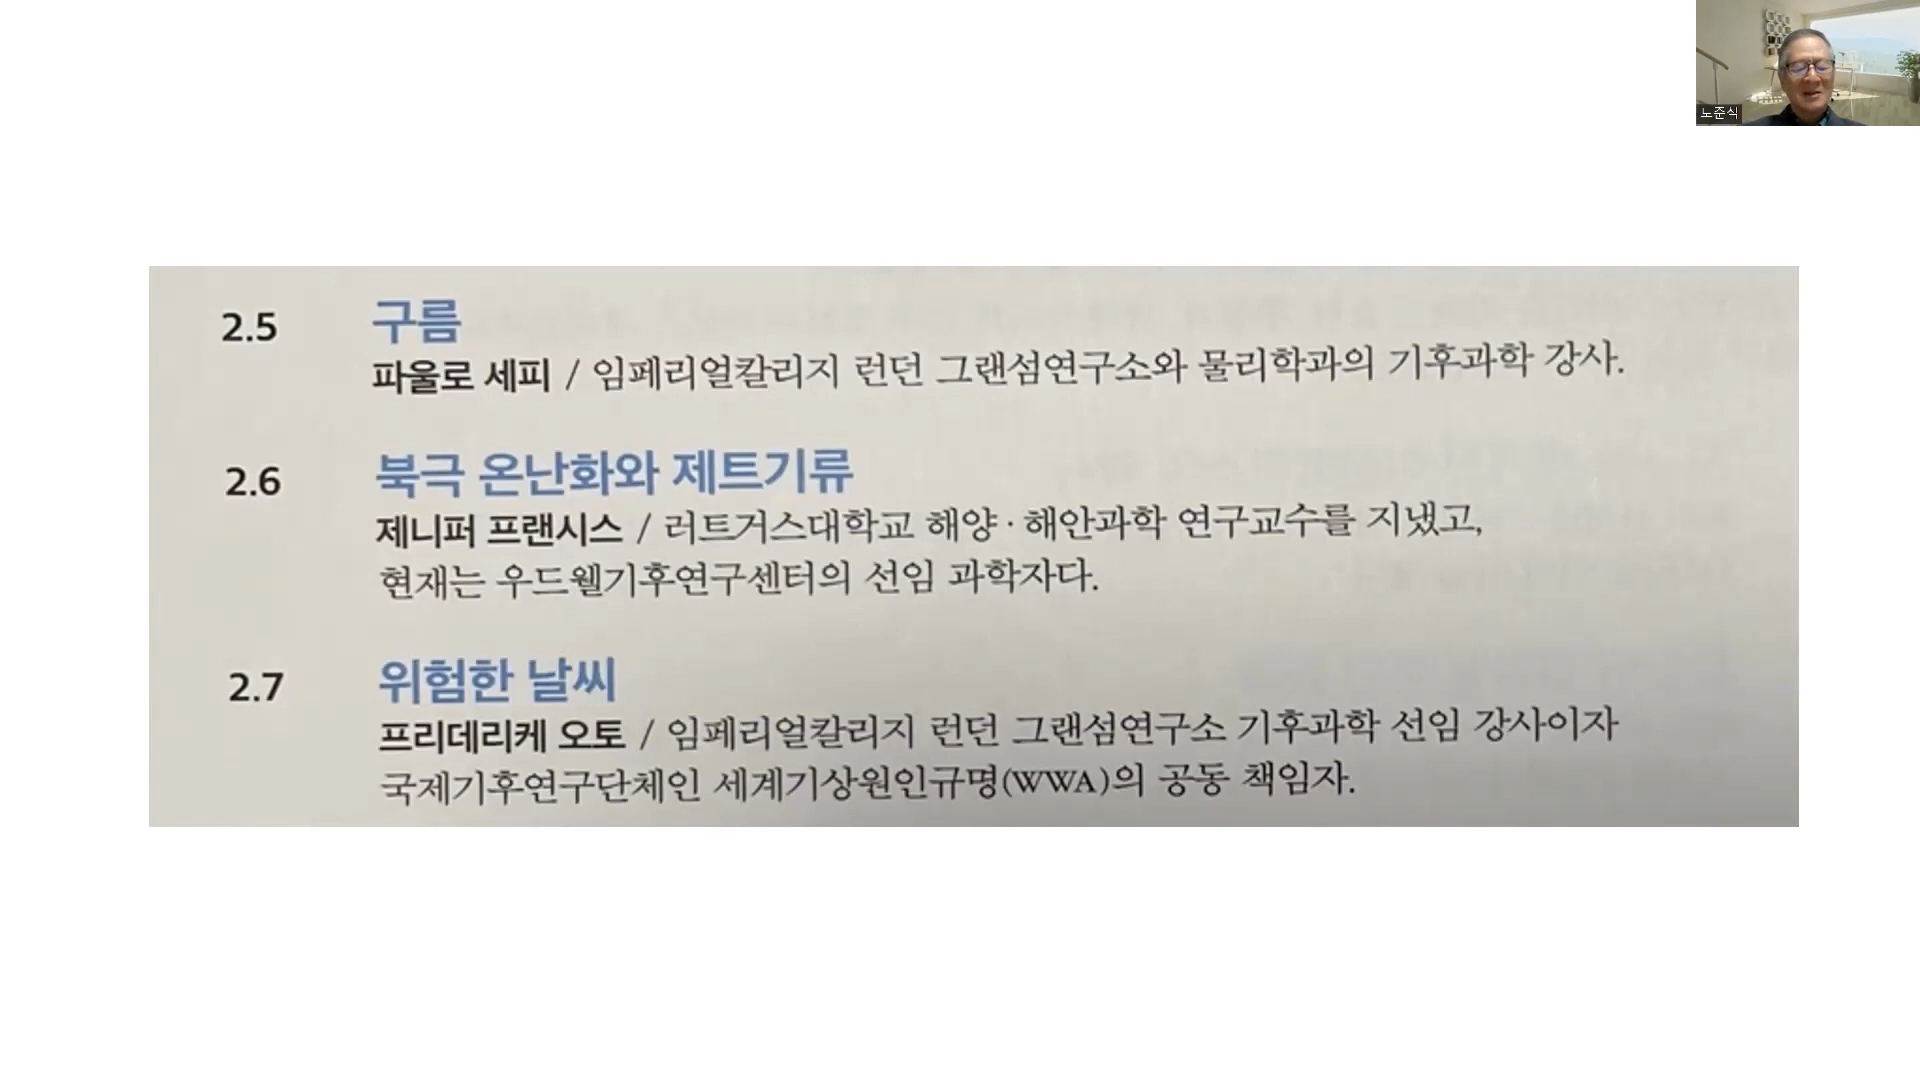 노준식
2.5 구름
파울로 세피 / 임페리얼칼리지 런던 그랜섬연구소와 물리학과의 기후과학 강사.
2.6 북극 온난화와 제트기류
제니퍼 프랜시스 / 러트거스대학교 해양·해안과학 연구교수를 지냈고,
현재는 우드웰기후연구센터의 선임 과학자다.
2.7 위험한 날씨
프리데리케 오토 / 임페리얼칼리지 런던 그랜섬연구소 기후과학 선임 강사이자
국제기후연구단체인 세계기상원인규명(WWA)의 공동 책임자.